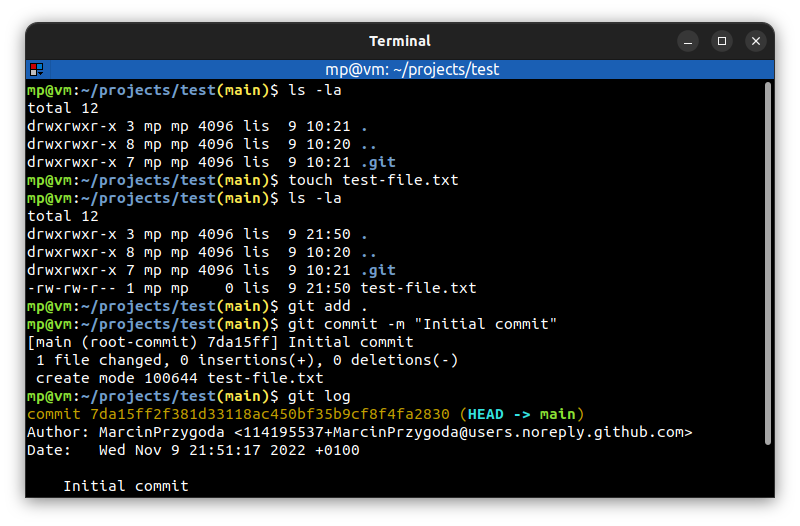 Terminal
mp@vm: ~/projects/test
mp@vm:~/projects/test(main)$ ls -la
total 12
drwxrwxr-x 3 mp mp 4096 lis  9 10:21 .
drwxrwxr-x 8 mp mp 4096 lis  9 10:20 ..
drwxrwxr-x 7 mp mp 4096 lis  9 10:21 .git
mp@vm:~/projects/test(main)$ touch test-file.txt
mp@vm:~/projects/test(main)$ ls -la
total 12
drwxrwxr-x 3 mp mp 4096 lis  9 21:50 .
drwxrwxr-x 8 mp mp 4096 lis  9 10:20 ..
drwxrwxr-x 7 mp mp 4096 lis  9 10:21 .git
-rw-rw-r-- 1 mp mp    0 lis  9 21:50 test-file.txt
mp@vm:~/projects/test(main)$ git add .
mp@vm:~/projects/test(main)$ git commit -m "Initial commit"
[main (root-commit) 7da15ff] Initial commit
 1 file changed, 0 insertions(+), 0 deletions(-)
 create mode 100644 test-file.txt
mp@vm:~/projects/test(main)$ git log
commit 7da15ff2f381d33118ac450bf35b9cf8f4fa2830 (HEAD -> main)
Author: MarcinPrzygoda <114195537+MarcinPrzygoda@users.noreply.github.com>
Date:   Wed Nov 9 21:51:17 2022 +0100
    Initial commit